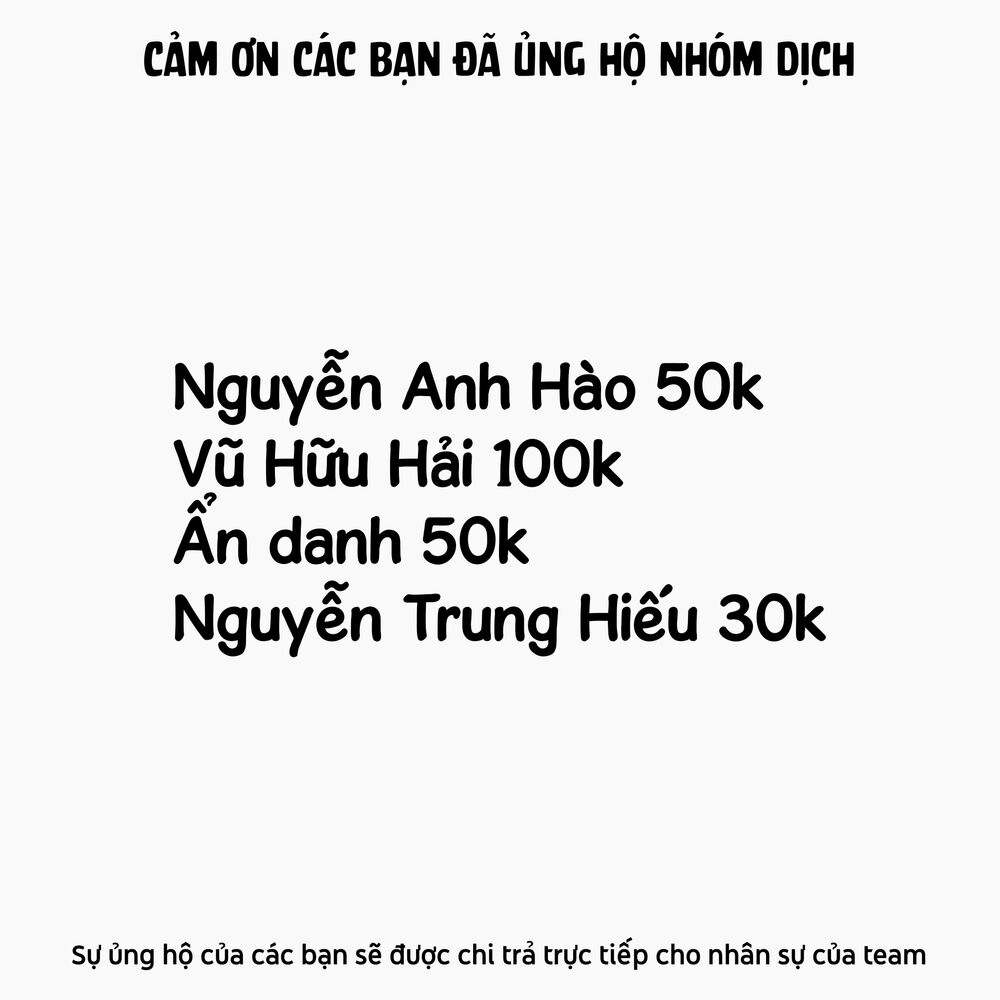 CẢM ƠN CÁC BẠN ĐÃ ỦNG HỘ NHÓM DỊCH
Nguyễn Anh Hào 50k
Vũ Hữu Hải 100k
Ẩn danh 50k
Nguyễn Trung Hiếu 30k
Sự ủng hộ của các bạn sẽ được chi trả trực tiếp cho nhân sự của team